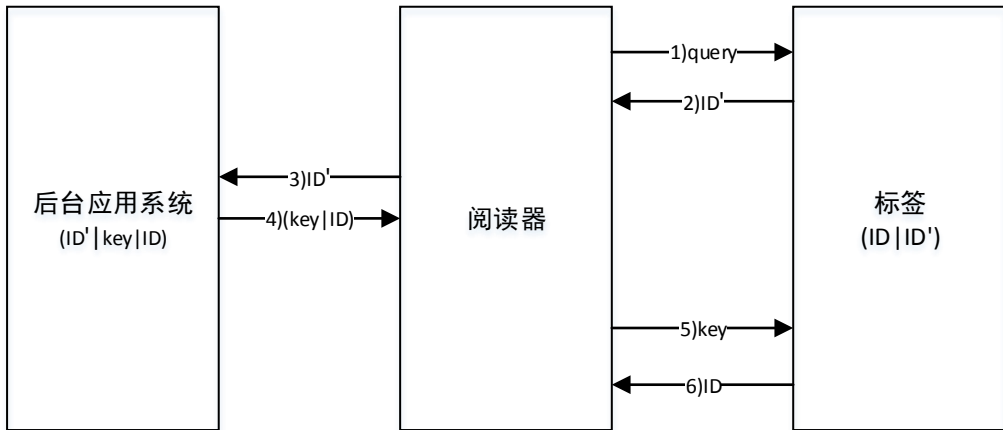 1)query
2)ID'
3)ID'
后台应用系统
(ID'|key|ID)
4)(key|ID)
阅读器
标签
(ID|ID')
5)key
6)ID